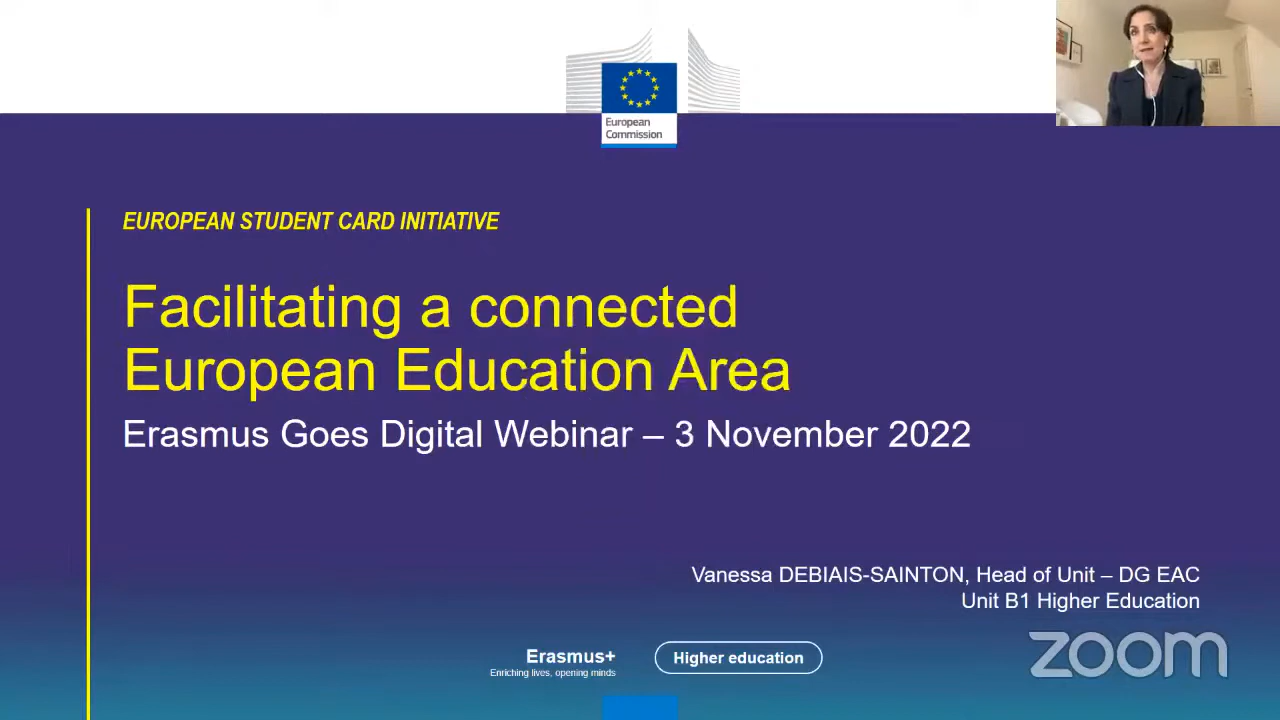 European
Commission
EUROPEAN STUDENT CARD INITIATIVE
Facilitating a connected
European Education Area
Erasmus Goes Digital Webinar – 3 November 2022
Vanessa DEBIAIS-SAINTON, Head of Unit – DG EAC
Unit B1 Higher Education
Erasmus+
Enriching lives, opening minds
Higher education
zoom